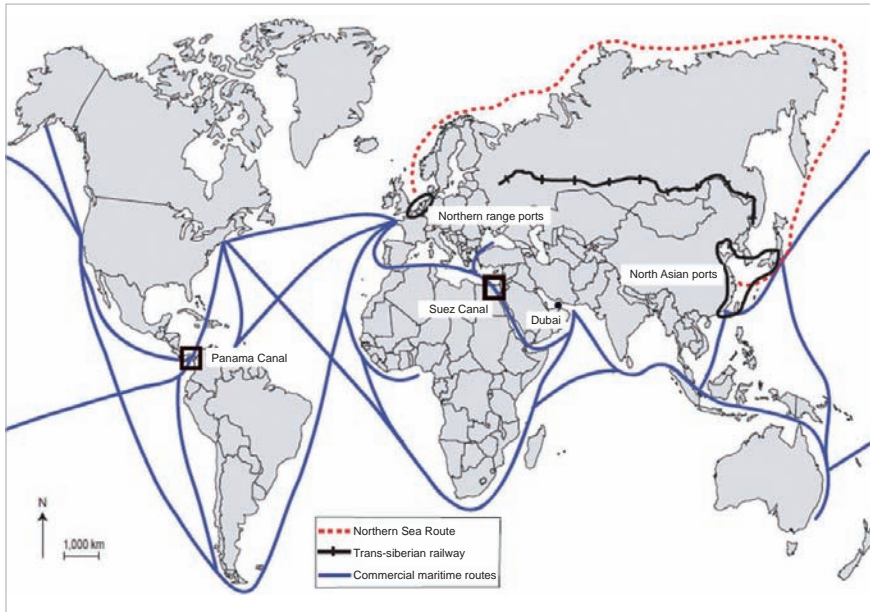 Northern range ports
North Asian ports
Suez Canal
Dubai
Panama Canal
N
1,000 km
Northern Sea Route
Trans-siberian railway
Commercial maritime routes